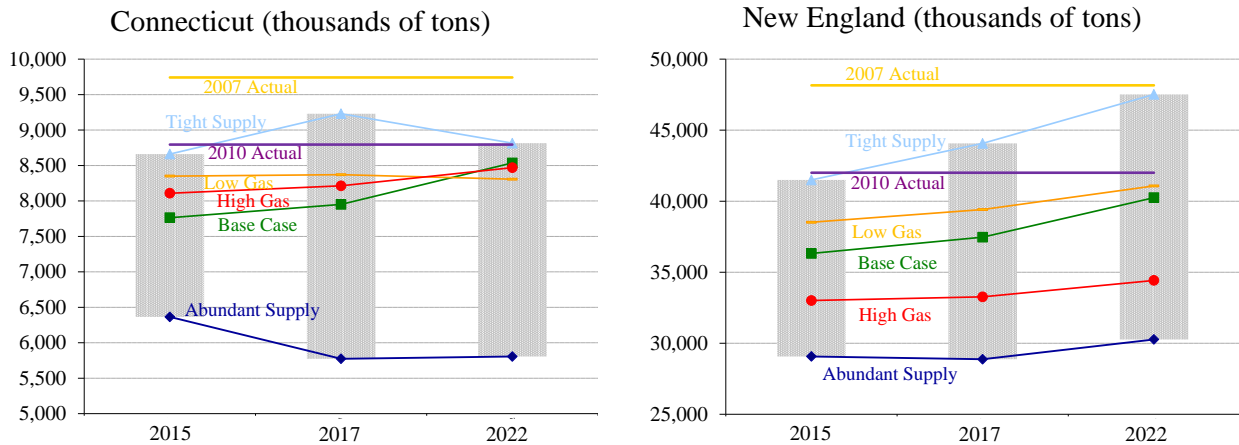 Connecticut (thousands of tons)
10,000
9,500
9,000
8,500
8,000
7,500
7,000
6,500
6,000
5,500
5,000
2007 Actual
Tight Supply
2010 Actual
Low Gas
High Gas
Base Case
Abundant Supply
2015 2017 2022
New England (thousands of tons)
50,000
45,000
40,000
35,000
30,000
25,000
2007 Actual
Tight Supply
2010 Actual
Low Gas
Base Case
High Gas
Abundant Supply
2015 2017 2022